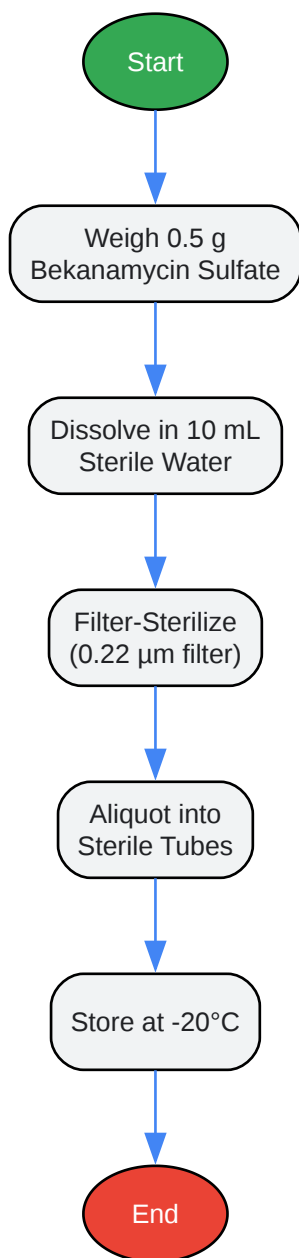 Start
Weigh 0.5 g
Bekanamycin Sulfate
Dissolve in 10 mL
Sterile Water
Filter-Sterilize
(0.22 µm filter)
Aliquot into
Sterile Tubes
Store at -20°C
End